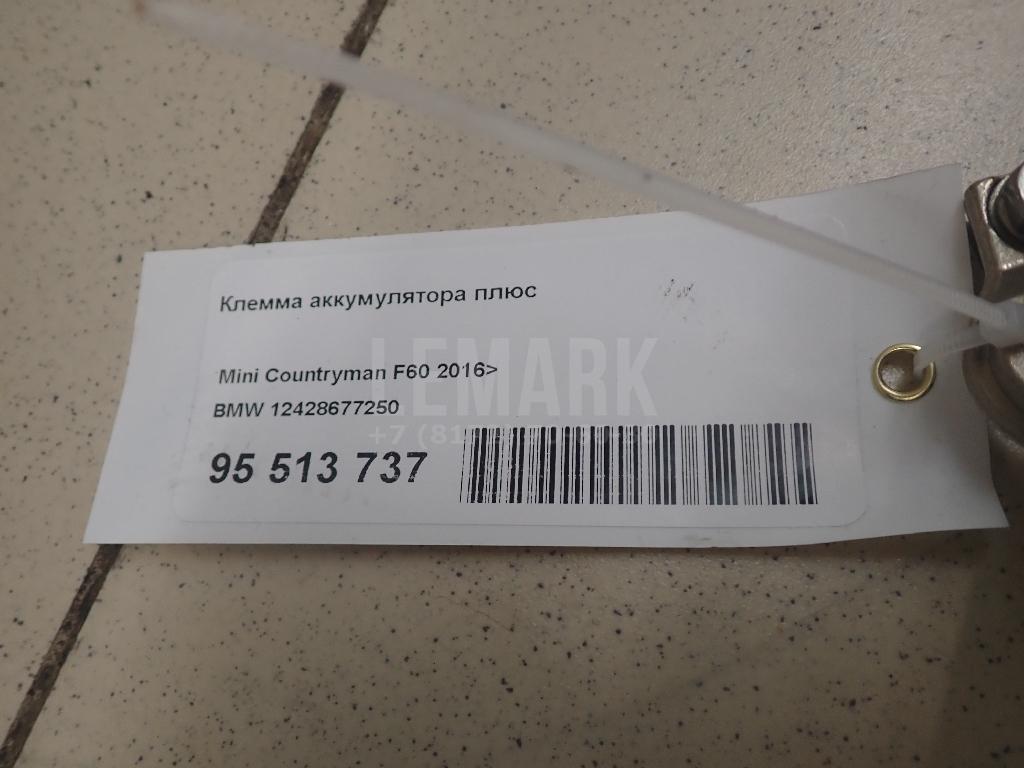 Клемма аккумулятора плюс
Mini Countryman F60 2016>
BMW 12428677250
95 513 737
LEMARK